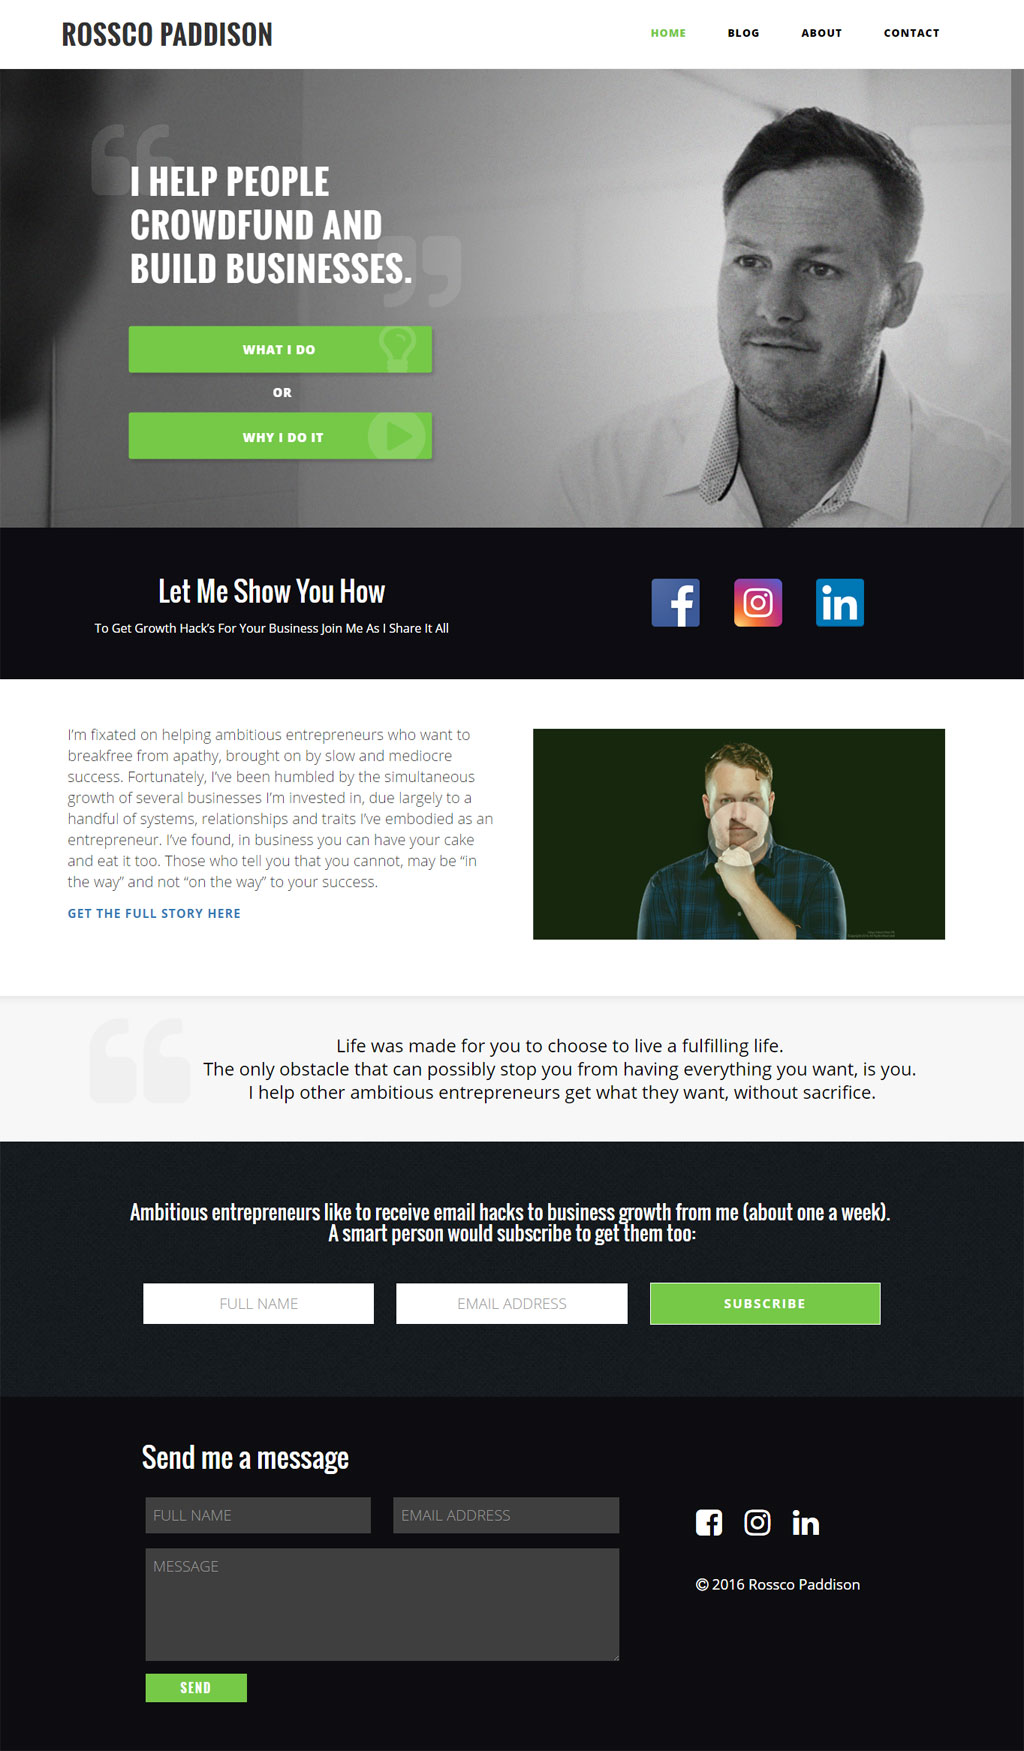 ROSSCO PADDISON
HOME BLOG ABOUT CONTACT
I HELP PEOPLE
CROWDFUND AND
BUILD BUSINESSES.
WHAT I DO
OR
WHY I DO IT
Let Me Show You How
To Get Growth Hack's For Your Business Join Me As I Share It All
I'm fixated on helping ambitious entrepreneurs who want to
breakfree from apathy, brought on by slow and mediocre
success. Fortunately, I've been humbled by the simultaneous
growth of several businesses I'm invested in, due largely to a
handful of systems, relationships and traits I've embodied as an
entrepreneur. I've found, in business you can have your cake
and eat it too. Those who tell you that you cannot, may be “in
the way” and not “on the way” to your success.
GET THE FULL STORY HERE
Life was made for you to choose to live a fulfilling life.
The only obstacle that can possibly stop you from having everything you want, is you.
I help other ambitious entrepreneurs get what they want, without sacrifice.
Ambitious entrepreneurs like to receive email hacks to business growth from me (about one a week).
A smart person would subscribe to get them too:
FULL NAME EMAIL ADDRESS SUBSCRIBE
Send me a message
FULL NAME EMAIL ADDRESS
MESSAGE
SEND
© 2016 Rossco Paddison